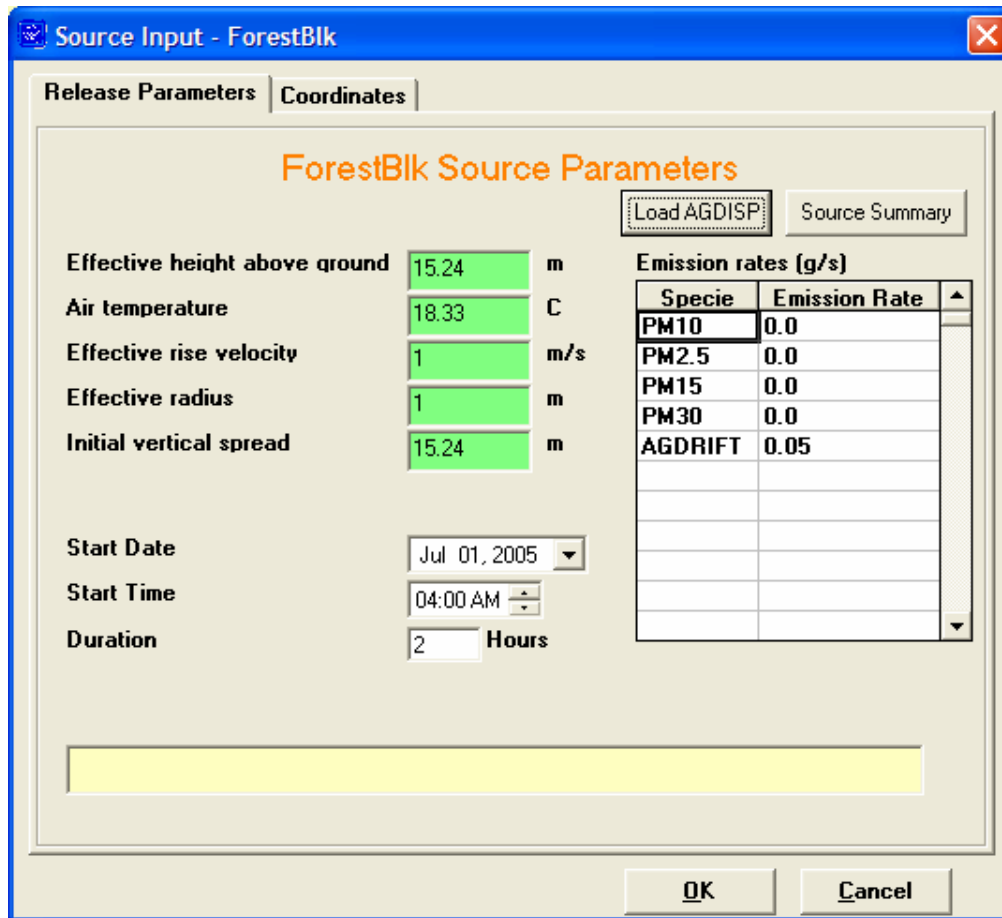 Source Input - ForestBlk
Release Parameters Coordinates
ForestBlk Source Parameters
Load AGDISP Source Summary
Effective height above ground 15.24 m
Air temperature 18.33 C
Effective rise velocity 1 m/s
Effective radius 1 m
Initial vertical spread 15.24 m
Emission rates (g/s)
Specie Emission Rate
PM10 0.0
PM2.5 0.0
PM15 0.0
PM30 0.0
AGDRIFT 0.05
Start Date Jul 01, 2005
Start Time 04:00 AM
Duration 2 Hours
OK Cancel